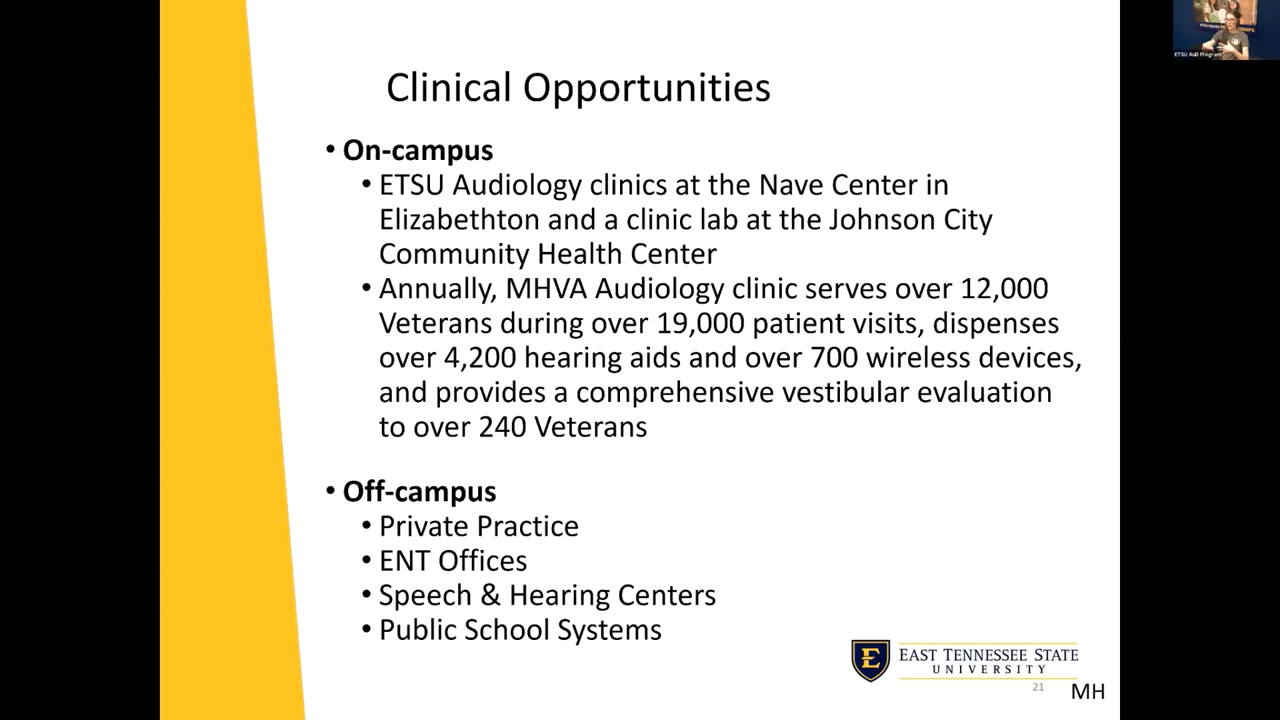 Clinical Opportunities
• On-campus
• ETSU Audiology clinics at the Nave Center in
Elizabethton and a clinic lab at the Johnson City
Community Health Center
• Annually, MHVA Audiology clinic serves over 12,000
Veterans during over 19,000 patient visits, dispenses
over 4,200 hearing aids and over 700 wireless devices,
and provides a comprehensive vestibular evaluation
to over 240 Veterans
• Off-campus
• Private Practice
• ENT Offices
• Speech & Hearing Centers
• Public School Systems
E
EAST TENNESSEE STATE
UNIVERSITY
21
MH
ETSU AuD Program